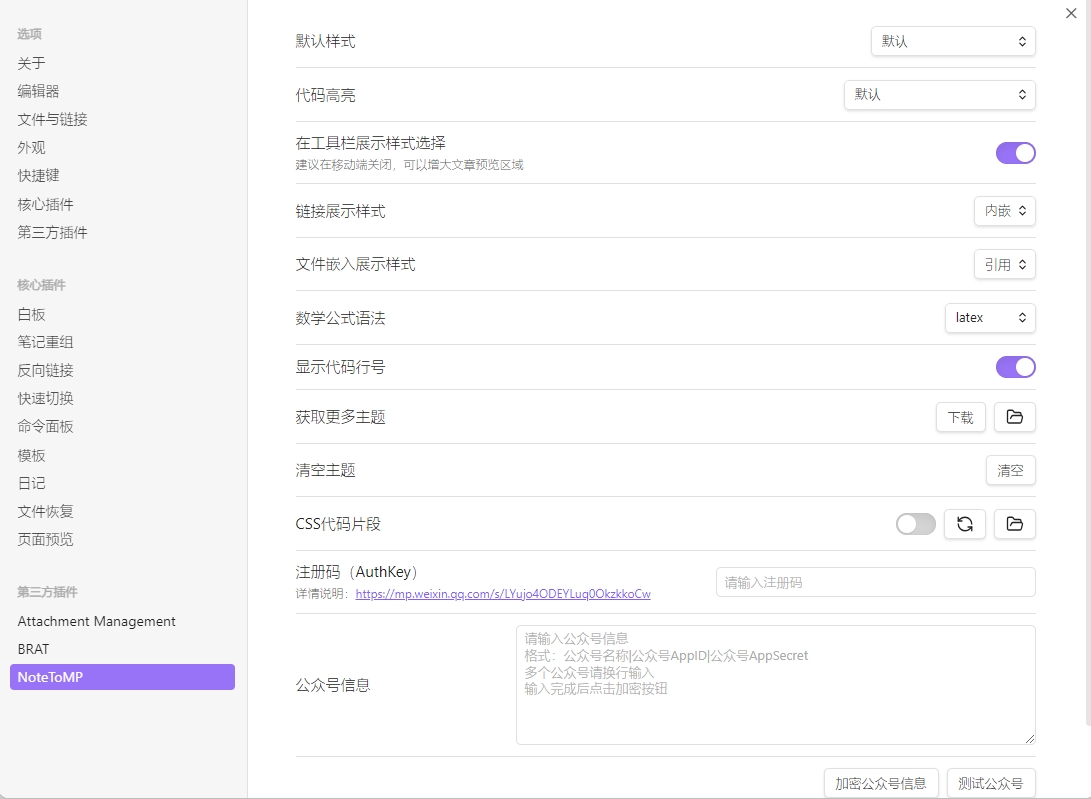 选项
关于
编辑器
文件与链接
外观
快捷键
核心插件
第三方插件
核心插件
白板
笔记重组
反向链接
快速切换
命令面板
模板
日记
文件恢复
页面预览
第三方插件
Attachment Management
BRAT
NoteToMP
默认样式
默认
代码高亮
默认
在工具栏展示样式选择
建议在移动端关闭，可以增大文章预览区域
链接展示样式
内嵌
文件嵌入展示样式
引用
数学公式语法
latex
显示代码行号
获取更多主题
下载
清空主题
清空
CSS代码片段
注册码（AuthKey）
详情说明：https://mp.weixin.qq.com/s/LYujo4ODEYLuq0OkzkkoCw
请输入注册码
公众号信息
请输入公众号信息
格式：公众号名称|公众号AppID|公众号AppSecret
多个公众号请换行输入
输入完成后点击加密按钮
加密公众号信息
测试公众号